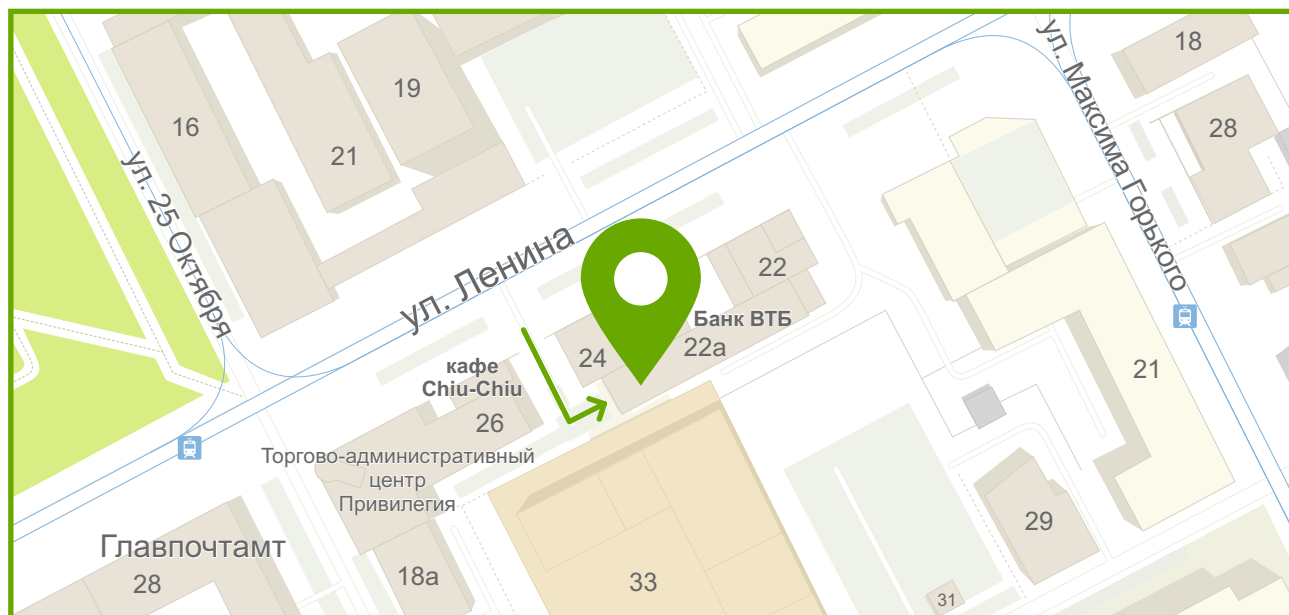 18
19
16
28
21
ул. 25 Октября
ул. Максима Горького
ул. Ленина
22
Банк ВТБ
22а
24
кафе
Chiu-Chiu
21
26
Торгово-административный
центр
Привилегия
Главпочтамт
28
18а
33
29
31